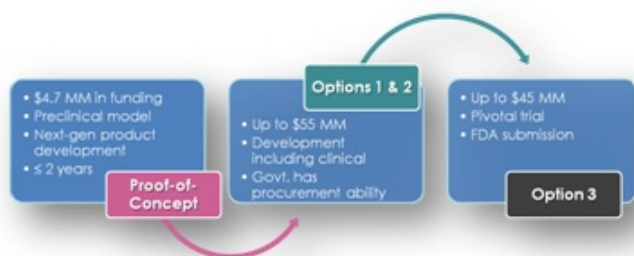 • $4.7 MM in funding
• Preclinical model
• Next-gen product
development
• ≤ 2 years
Proof-of-
Concept
Options 1 & 2
• Up to $55 MM
• Development
including clinical
• Govt. has
procurement ability
• Up to $45 MM
• Pivotal trial
• FDA submission
Option 3